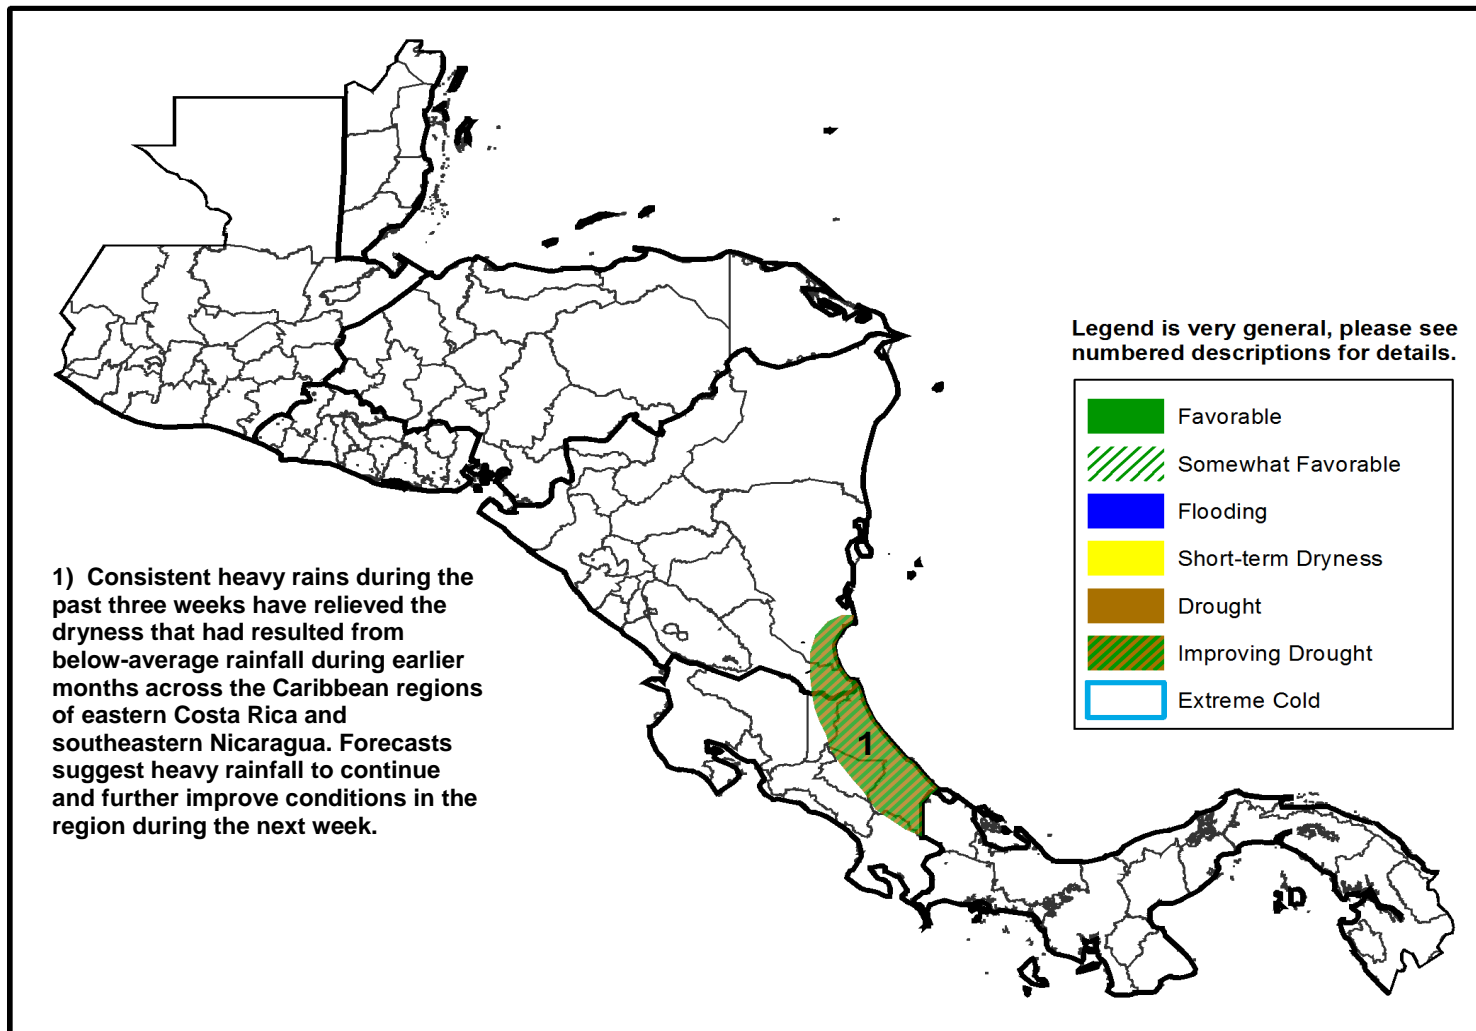 Legend is very general, please see
numbered descriptions for details.
Favorable
Somewhat Favorable
Flooding
Short-term Dryness
Drought
Improving Drought
Extreme Cold
1) Consistent heavy rains during the
past three weeks have relieved the
dryness that had resulted from
below-average rainfall during earlier
months across the Caribbean regions
of eastern Costa Rica and
southeastern Nicaragua. Forecasts
suggest heavy rainfall to continue
and further improve conditions in the
region during the next week.
1